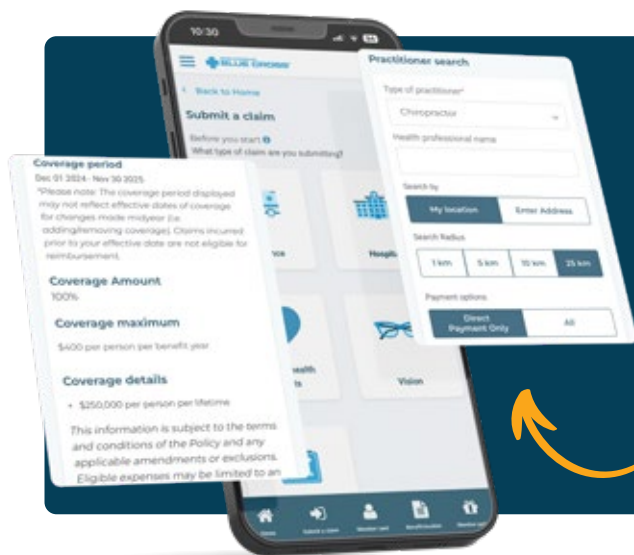 10:30
BLUE CROSS
Back to Home
Submit a claim
Before you start
What type of claim are you submitting?
Hospital
Vision
Home
Submit a claim
Member card
Coverage period
Dec 01 2024 - Nov 30 2025
*Please note: The coverage period displayed
may not reflect effective dates of coverage
for changes made midyear (i.e.
adding/removing coverage). Claims incurred
prior to your effective date are not eligible for
reimbursement.
Coverage Amount
100%
Coverage maximum
$400 per person per benefit year
Coverage details
• $250,000 per person per lifetime
This information is subject to the terms
and conditions of the Policy and any
applicable amendments or exclusions.
Eligible expenses may be limited to an
Practitioner search
Type of practitioner*
Chiropractor
Health professional name
Search by
My location
Enter Address
Search Radius
1 km
5 km
10 km
25 km
Payment options
Direct
Payment Only
All